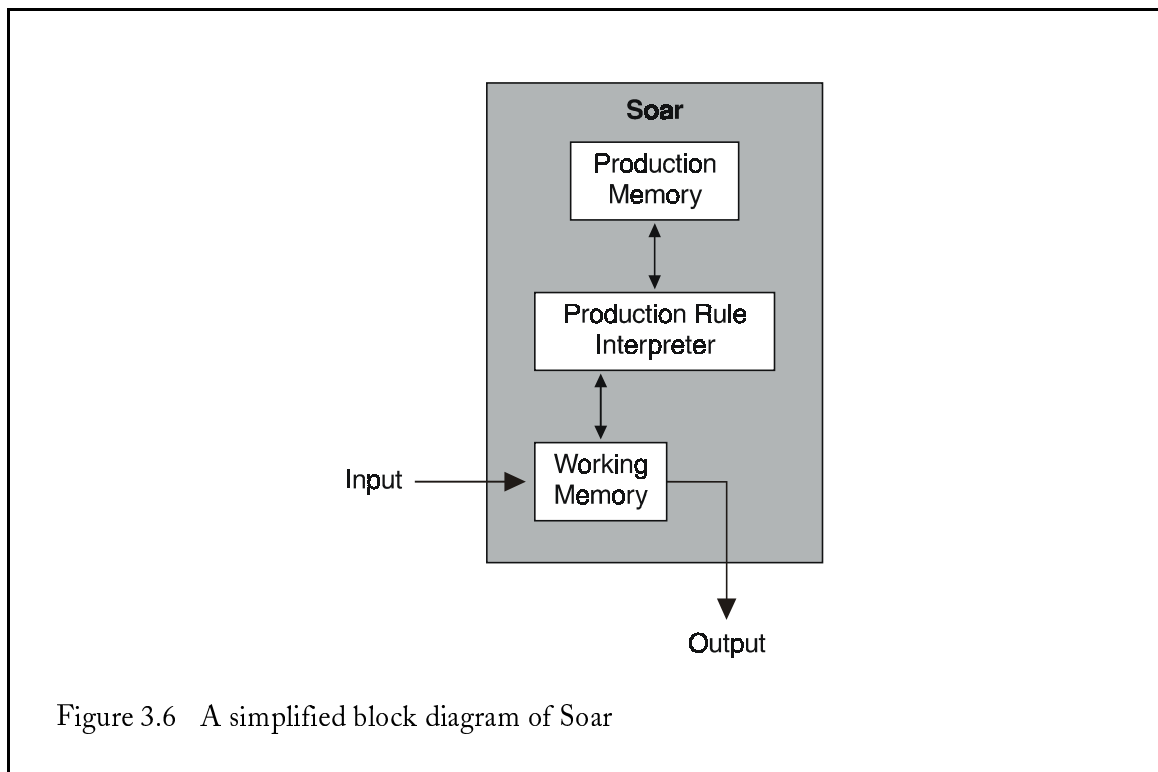 Soar
Production
Memory
Production Rule
Interpreter
Working
Memory
Input
Output
Figure 3.6 A simplified block diagram of Soar